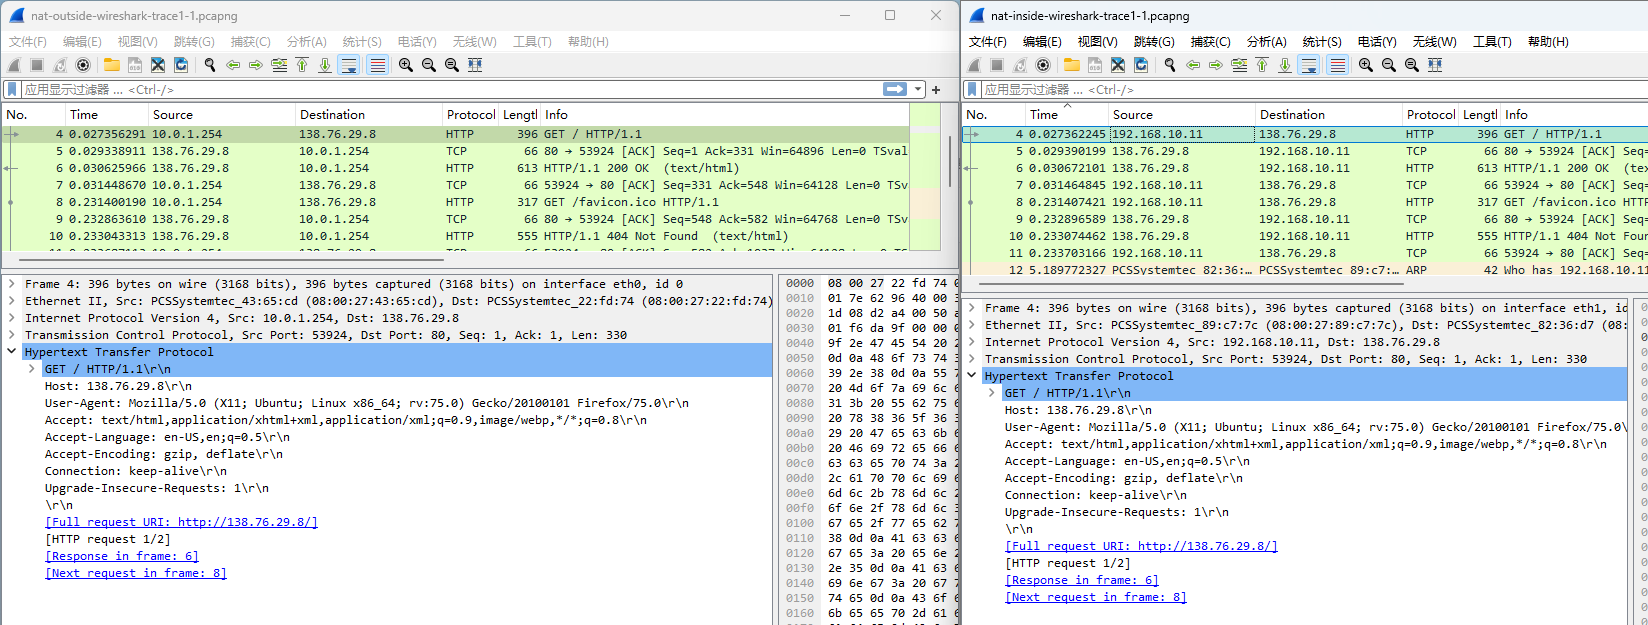 nat-outside-wireshark-trace1-1.pcapng
文件(F) 编辑(E) 视图(V) 跳转(G) 捕获(C) 分析(A) 统计(S) 电话(Y) 无线(W) 工具(T) 帮助(H)
应用显示过滤器 … <Ctrl-/>
No. Time Source Destination Protocol Lengtl Info
4 0.027356291 10.0.1.254 138.76.29.8 HTTP 396 GET / HTTP/1.1
5 0.029338911 138.76.29.8 10.0.1.254 TCP 66 80 → 53924 [ACK] Seq=1 Ack=331 Win=64896 Len=0 TSval
6 0.030625966 138.76.29.8 10.0.1.254 HTTP 613 HTTP/1.1 200 OK (text/html)
7 0.031448670 10.0.1.254 138.76.29.8 TCP 66 53924 → 80 [ACK] Seq=331 Ack=548 Win=64128 Len=0 TSv
8 0.231400190 10.0.1.254 138.76.29.8 HTTP 317 GET /favicon.ico HTTP/1.1
9 0.232863610 138.76.29.8 10.0.1.254 TCP 66 80 → 53924 [ACK] Seq=548 Ack=582 Win=64768 Len=0 TSv
10 0.233043313 138.76.29.8 10.0.1.254 HTTP 555 HTTP/1.1 404 Not Found (text/html)
Frame 4: 396 bytes on wire (3168 bits), 396 bytes captured (3168 bits) on interface eth0, id 0
Ethernet II, Src: PCSSystemtec_43:65:cd (08:00:27:43:65:cd), Dst: PCSSystemtec_22:fd:74 (08:00:27:22:fd:74)
Internet Protocol Version 4, Src: 10.0.1.254, Dst: 138.76.29.8
Transmission Control Protocol, Src Port: 53924, Dst Port: 80, Seq: 1, Ack: 1, Len: 330
Hypertext Transfer Protocol
GET / HTTP/1.1\r\n
Host: 138.76.29.8\r\n
User-Agent: Mozilla/5.0 (X11; Ubuntu; Linux x86_64; rv:75.0) Gecko/20100101 Firefox/75.0\r\n
Accept: text/html,application/xhtml+xml,application/xml;q=0.9,image/webp,*/*;q=0.8\r\n
Accept-Language: en-US,en;q=0.5\r\n
Accept-Encoding: gzip, deflate\r\n
Connection: keep-alive\r\n
Upgrade-Insecure-Requests: 1\r\n
\r\n
[Full request URI: http://138.76.29.8/]
[HTTP request 1/2]
[Response in frame: 6]
[Next request in frame: 8]
0000 08 00 27 22 fd 74
0010 01 7e 62 96 40 00
0020 1d 08 d2 a4 00 50
0030 01 f6 da 9f 00 00
0040 9f 2e 47 45 54 20
0050 0d 0a 48 6f 73 74
0060 39 2e 38 0d 0a 55
0070 20 4d 6f 7a 69 6c
0080 31 3b 20 55 62 75
0090 20 78 38 36 5f 36
00a0 29 20 47 65 63 6b
00b0 20 46 69 72 65 66
00c0 63 63 65 70 74 3a
00d0 2c 61 70 70 6c 69
00e0 6d 6c 2b 78 6d 6c
00f0 6f 6e 2f 78 6d 6c
0100 67 65 2f 77 65 62
0110 38 0d 0a 41 63 63
0120 67 65 3a 20 65 6e
0130 2e 35 0d 0a 41 63
0140 69 6e 67 3a 20 67
0150 74 65 0d 0a 43 6f
0160 6b 65 65 70 2d 61
nat-inside-wireshark-trace1-1.pcapng
文件(F) 编辑(E) 视图(V) 跳转(G) 捕获(C) 分析(A) 统计(S) 电话(Y) 无线(W) 工具(T) 帮助(H)
应用显示过滤器 … <Ctrl-/>
No. Time Source Destination Protocol Lengtl Info
4 0.027362245 192.168.10.11 138.76.29.8 HTTP 396 GET / HTTP/1.1
5 0.029390199 138.76.29.8 192.168.10.11 TCP 66 80 → 53924 [ACK] Seq=
6 0.030672101 138.76.29.8 192.168.10.11 HTTP 613 HTTP/1.1 200 OK (tex
7 0.031464845 192.168.10.11 138.76.29.8 TCP 66 53924 → 80 [ACK] Seq=
8 0.231407421 192.168.10.11 138.76.29.8 HTTP 317 GET /favicon.ico HTTP
9 0.232896589 138.76.29.8 192.168.10.11 TCP 66 80 → 53924 [ACK] Seq=
10 0.233074462 138.76.29.8 192.168.10.11 HTTP 555 HTTP/1.1 404 Not Foun
11 0.233703166 192.168.10.11 138.76.29.8 TCP 66 53924 → 80 [ACK] Seq=
12 5.189772327 PCSSystemtec_82:36:… PCSSystemtec_89:c7:… ARP 42 Who has 192.168.10.11
Frame 4: 396 bytes on wire (3168 bits), 396 bytes captured (3168 bits) on interface eth1, id
Ethernet II, Src: PCSSystemtec_89:c7:7c (08:00:27:89:c7:7c), Dst: PCSSystemtec_82:36:d7 (08:
Internet Protocol Version 4, Src: 192.168.10.11, Dst: 138.76.29.8
Transmission Control Protocol, Src Port: 53924, Dst Port: 80, Seq: 1, Ack: 1, Len: 330
Hypertext Transfer Protocol
GET / HTTP/1.1\r\n
Host: 138.76.29.8\r\n
User-Agent: Mozilla/5.0 (X11; Ubuntu; Linux x86_64; rv:75.0) Gecko/20100101 Firefox/75.0\
Accept: text/html,application/xhtml+xml,application/xml;q=0.9,image/webp,*/*;q=0.8\r\n
Accept-Language: en-US,en;q=0.5\r\n
Accept-Encoding: gzip, deflate\r\n
Connection: keep-alive\r\n
Upgrade-Insecure-Requests: 1\r\n
\r\n
[Full request URI: http://138.76.29.8/]
[HTTP request 1/2]
[Response in frame: 6]
[Next request in frame: 8]